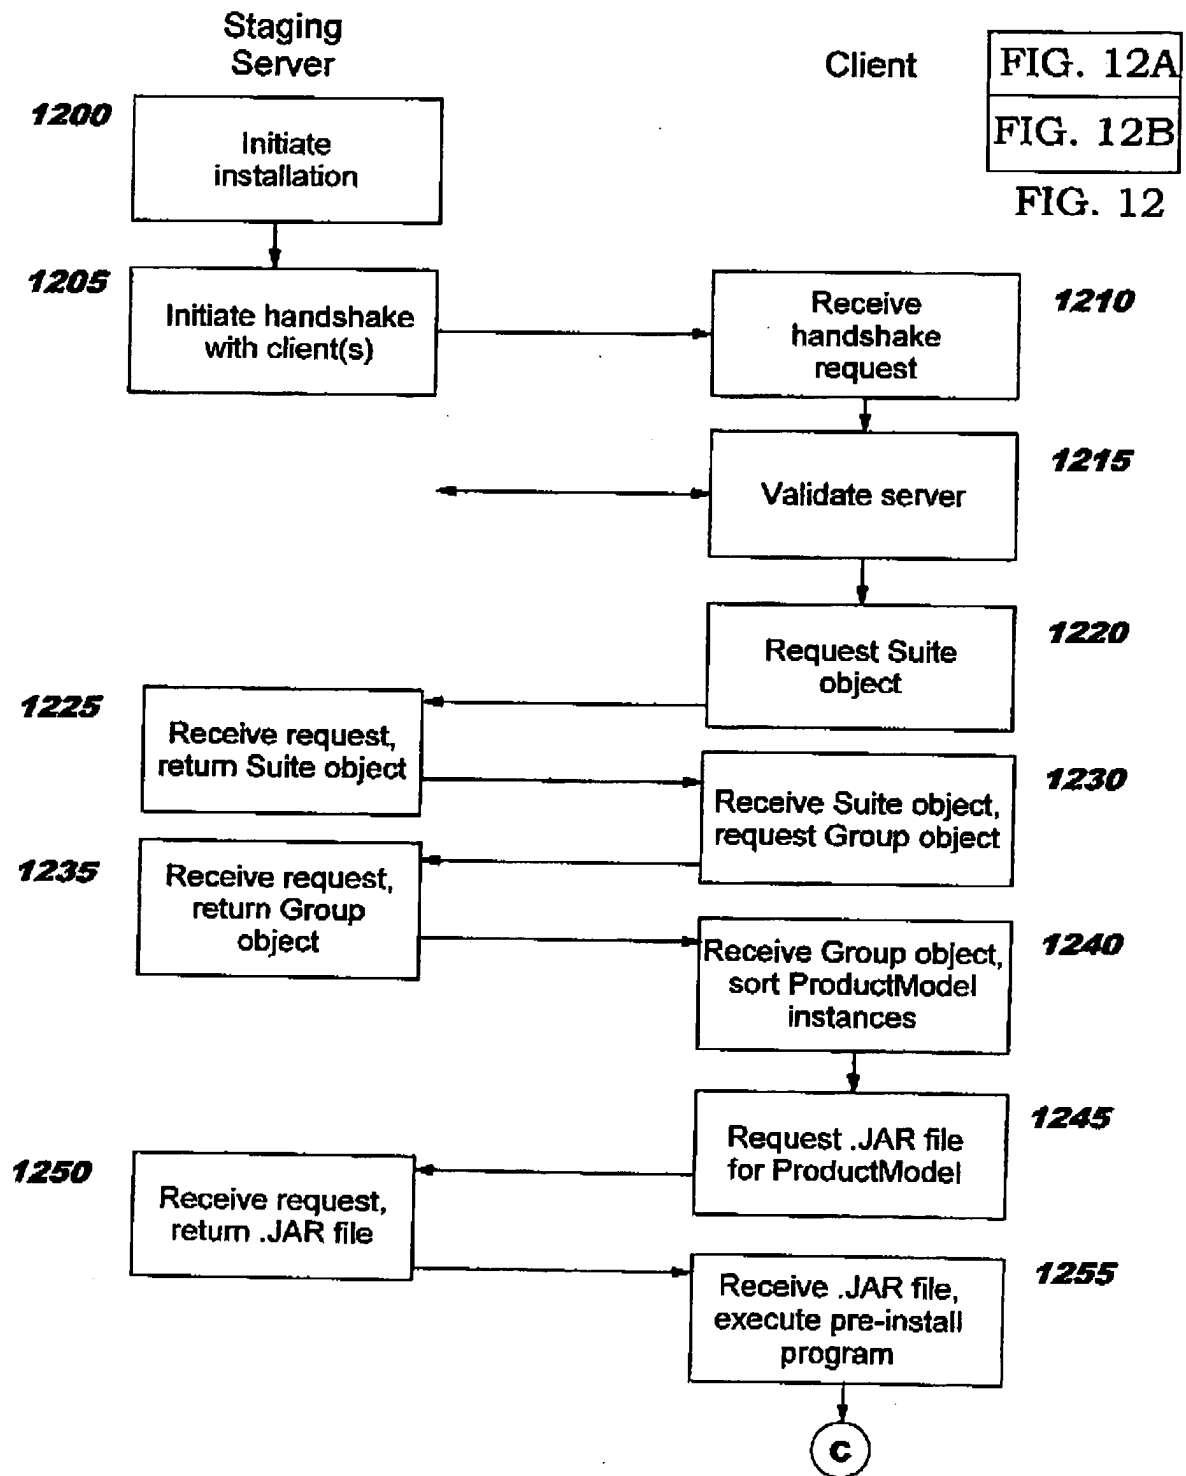 Staging
Server
Client
FIG. 12A
FIG. 12B
FIG. 12
1200
Initiate
installation
1205
Initiate handshake
with client(s)
1210
Receive
handshake
request
1215
Validate server
1220
Request Suite
object
1225
Receive request,
return Suite object
1230
Receive Suite object,
request Group object
1235
Receive request,
return Group
object
1240
Receive Group object,
sort ProductModel
instances
1245
Request .JAR file
for ProductModel
1250
Receive request,
return .JAR file
1255
Receive .JAR file,
execute pre-install
program
C